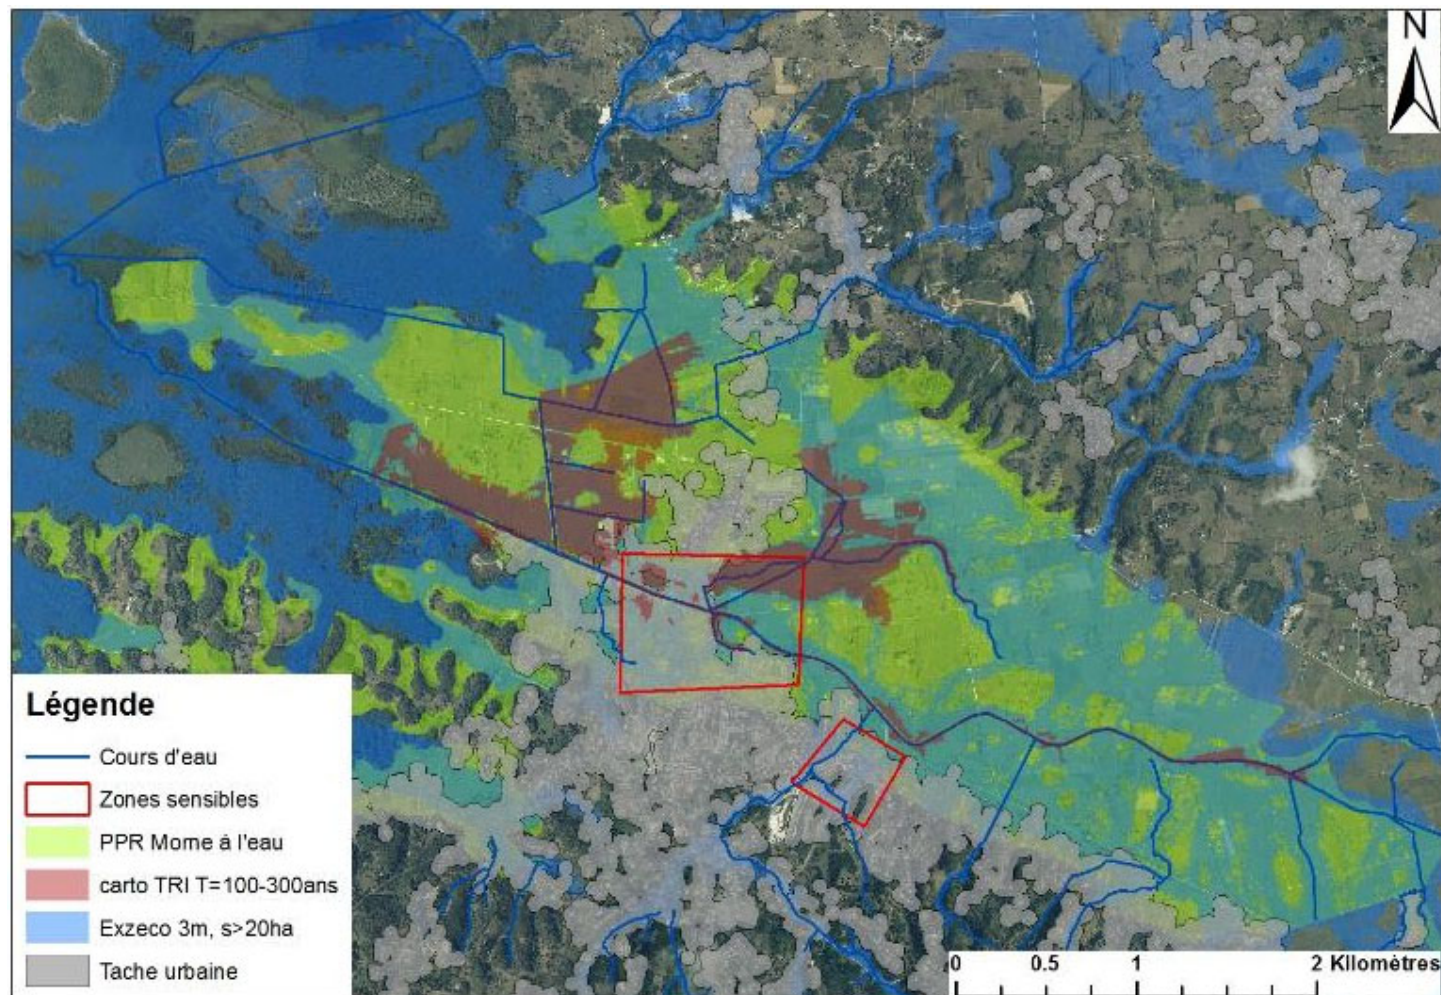 N
Légende
Cours d'eau
Zones sensibles
PPR Morne à l'eau
carto TRI T=100-300ans
Exzeco 3m, s>20ha
Tache urbaine
0 0.5 1 2 Kilomètres